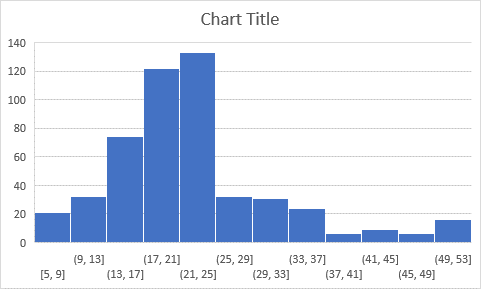 Chart Title
140
120
100
80
60
40
20
0
(9, 13] (17, 21] (25, 29] (33, 37] (41, 45] (49, 53]
[5, 9] (13, 17] (21, 25] (29, 33] (37, 41] (45, 49]